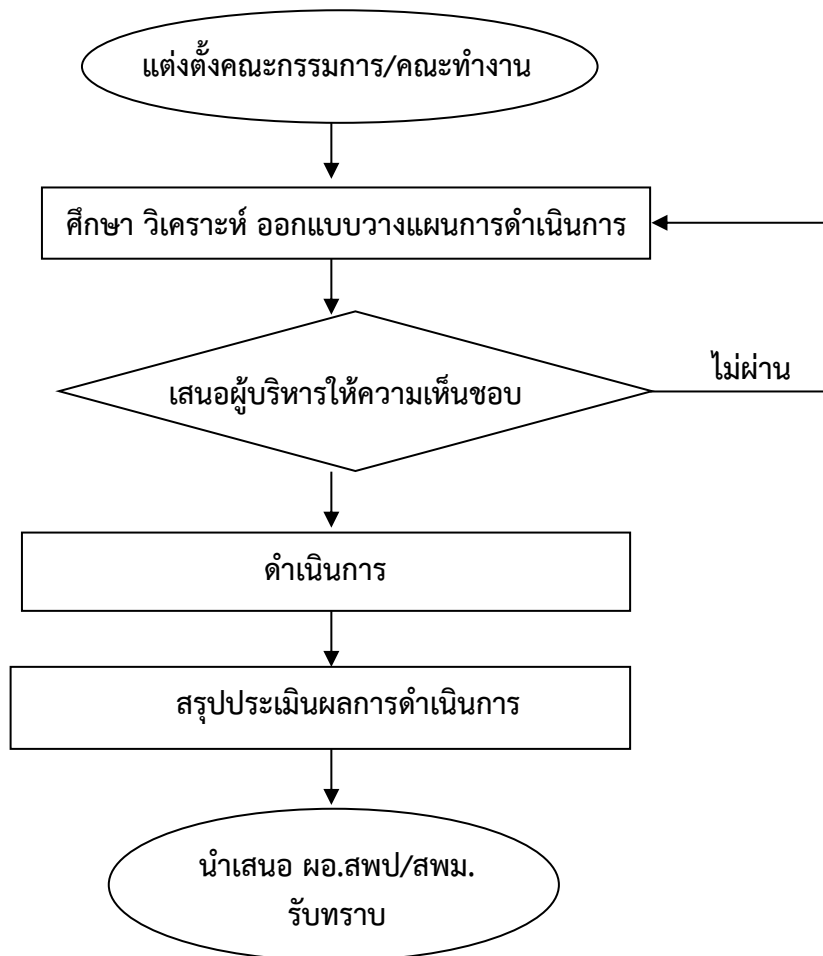 แต่งตั้งคณะกรรมการ/คณะทำงาน
ศึกษา วิเคราะห์ ออกแบบวางแผนการดำเนินการ
ไม่ผ่าน
เสนอผู้บริหารให้ความเห็นชอบ
ดำเนินการ
สรุปประเมินผลการดำเนินการ
นำเสนอ ผอ.สพป/สพม.
รับทราบ